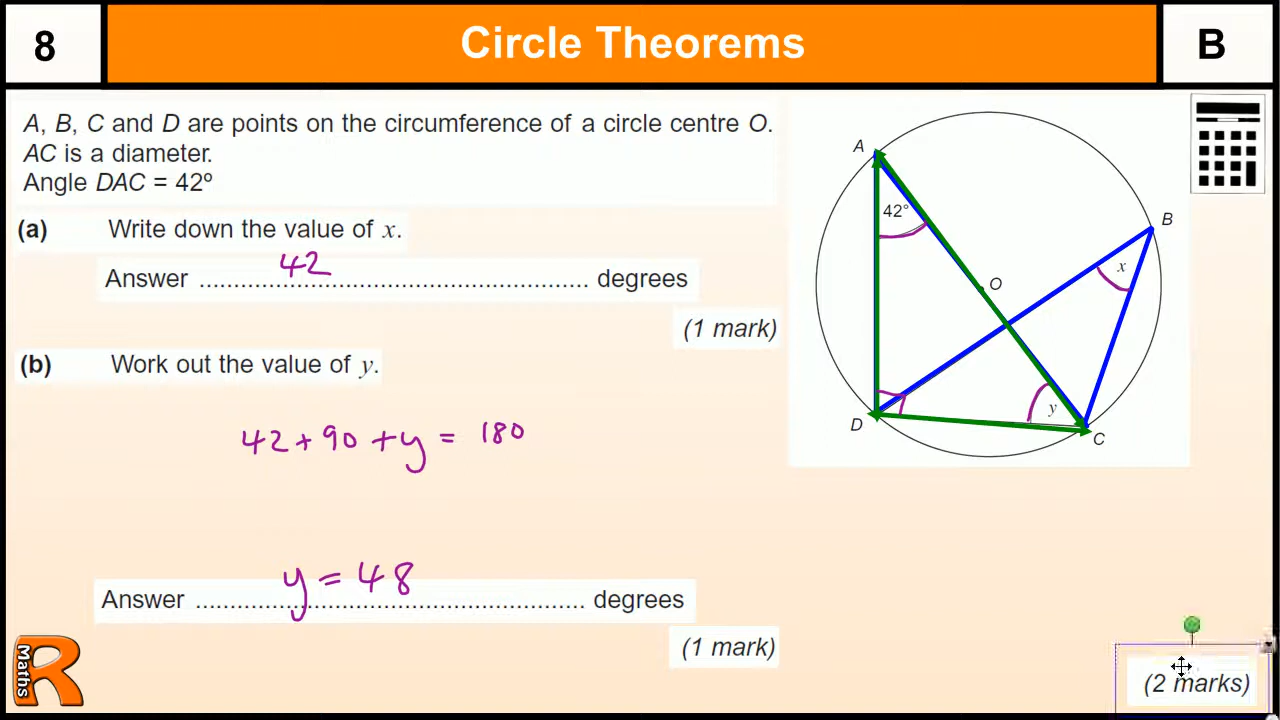 8
Circle Theorems
B
A, B, C and D are points on the circumference of a circle centre O.
AC is a diameter.
Angle DAC = 42º
(a) Write down the value of x.
42
Answer ........................................................ degrees
(1 mark)
(b) Work out the value of y.
42 + 90 + y = 180
y = 48
Answer ........................................................ degrees
(1 mark)
A
42°
B
x
O
y
D
C
R
Maths
(2 marks)